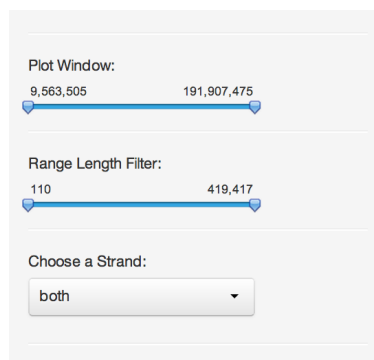 Plot Window:
9,563,505 191,907,475
Range Length Filter:
110 419,417
Choose a Strand:
both